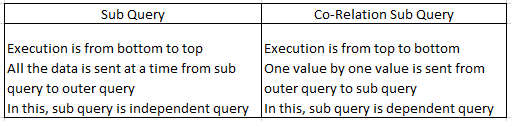 Sub Query
Co-Relation Sub Query
Execution is from bottom to top
All the data is sent at a time from sub
query to outer query
In this, sub query is independent query
Execution is from top to bottom
One value by one value is sent from
outer query to sub query
In this, sub query is dependent query